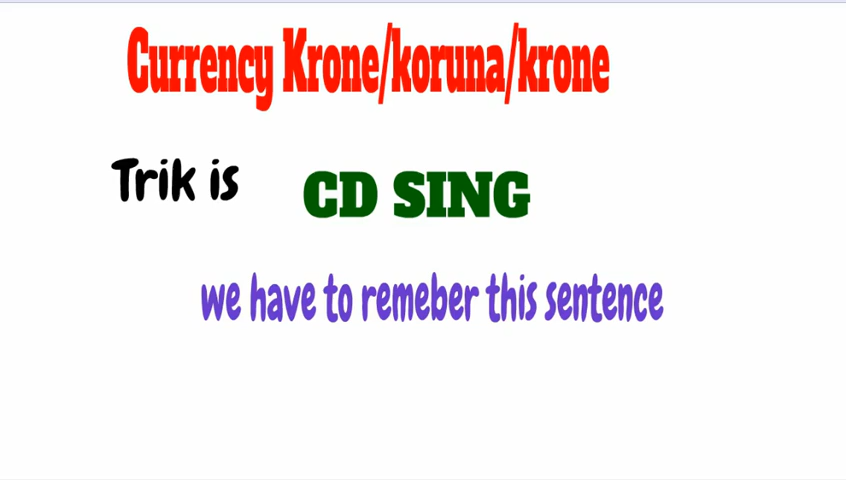 Currency Krone/koruna/krone
Trik is CD SING
we have to remeber this sentence